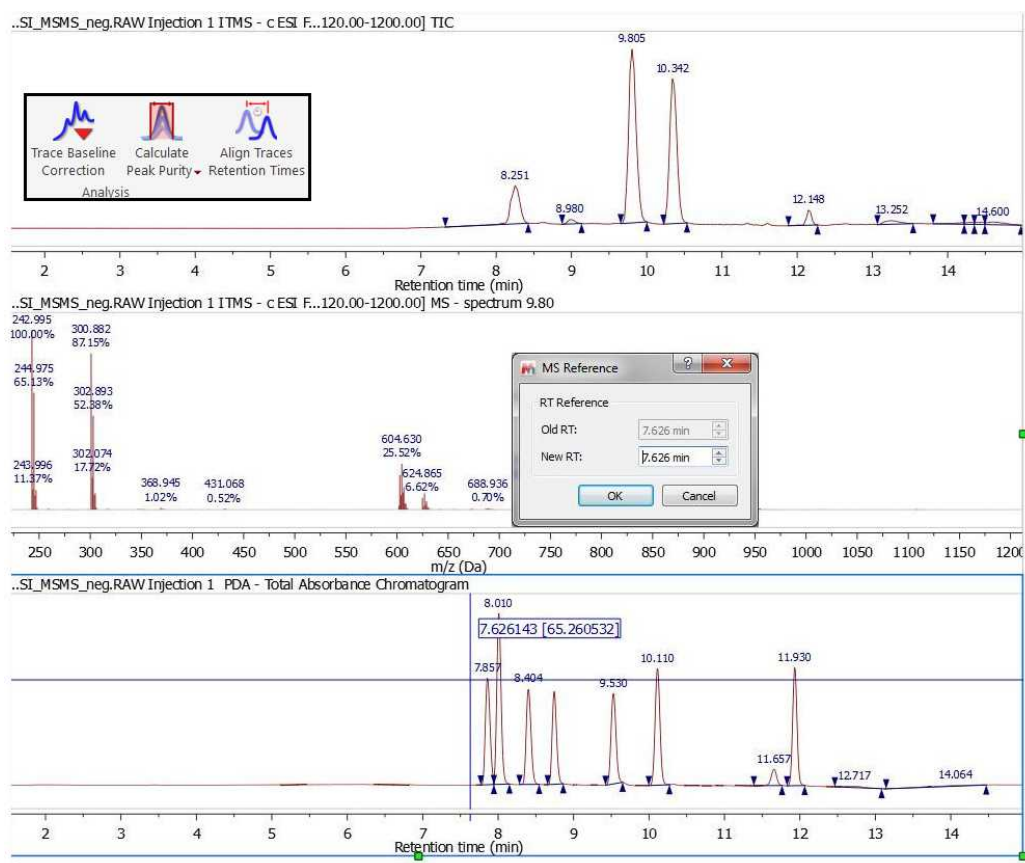 ..SI_MSMS_neg.RAW Injection 1 ITMS - c ESI F...120.00-1200.00] TIC
9.805
10.342
8.251
8.980
12.148
13.252
14.600
Trace Baseline Correction
Calculate Peak Purity
Align Traces Retention Times
Analysis
2 3 4 5 6 7 8 9 10 11 12 13 14
Retention time (min)
..SI_MSMS_neg.RAW Injection 1 ITMS - c ESI F...120.00-1200.00] MS - spectrum 9.80
242.995
100.00%
300.882
87.15%
244.975
65.13%
302.893
52.38%
243.996
11.37%
302.074
17.72%
368.945
1.02%
431.068
0.52%
604.630
25.52%
624.865
6.62%
688.936
0.70%
MS Reference
RT Reference
Old RT: 7.626 min
New RT: 7.626 min
OK Cancel
250 300 350 400 450 500 550 600 650 700 750 800 850 900 950 1000 1050 1100 1150 1200
m/z (Da)
..SI_MSMS_neg.RAW Injection 1 PDA - Total Absorbance Chromatogram
8.010
7.626143 [65.260532]
7.857
8.404
9.530
10.110
11.930
11.657
12.717
14.064
2 3 4 5 6 7 8 9 10 11 12 13 14
Retention time (min)